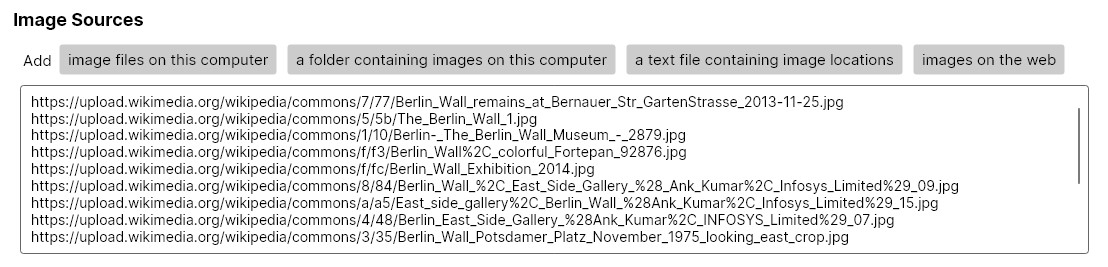 Image Sources
Add image files on this computer a folder containing images on this computer a text file containing image locations images on the web
https://upload.wikimedia.org/wikipedia/commons/7/77/Berlin_Wall_remains_at_Bernauer_Str_GartenStrasse_2013-11-25.jpg
https://upload.wikimedia.org/wikipedia/commons/5/5b/The_Berlin_Wall_1.jpg
https://upload.wikimedia.org/wikipedia/commons/1/10/Berlin-_The_Berlin_Wall_Museum_-_2879.jpg
https://upload.wikimedia.org/wikipedia/commons/f/f3/Berlin_Wall%2C_colorful_Fortepan_92876.jpg
https://upload.wikimedia.org/wikipedia/commons/f/fc/Berlin_Wall_Exhibition_2014.jpg
https://upload.wikimedia.org/wikipedia/commons/8/84/Berlin_Wall_%2C_East_Side_Gallery_%28_Ank_Kumar%2C_Infosys_Limited%29_09.jpg
https://upload.wikimedia.org/wikipedia/commons/a/a5/East_side_gallery%2C_Berlin_Wall_%28Ank_Kumar%2C_Infosys_Limited%29_15.jpg
https://upload.wikimedia.org/wikipedia/commons/4/48/Berlin_East_Side_Gallery_%28Ank_Kumar%2C_INFOSYS_Limited%29_07.jpg
https://upload.wikimedia.org/wikipedia/commons/3/35/Berlin_Wall_Potsdamer_Platz_November_1975_looking_east_crop.jpg